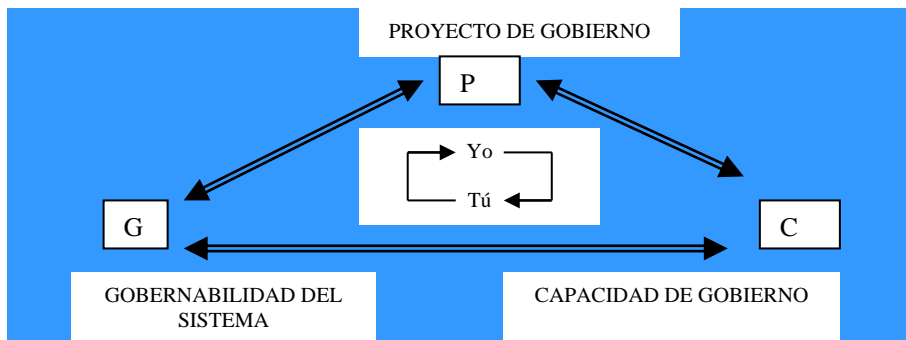 PROYECTO DE GOBIERNO
P
Yo
Tú
G
C
GOBERNABILIDAD DEL
SISTEMA
CAPACIDAD DE GOBIERNO